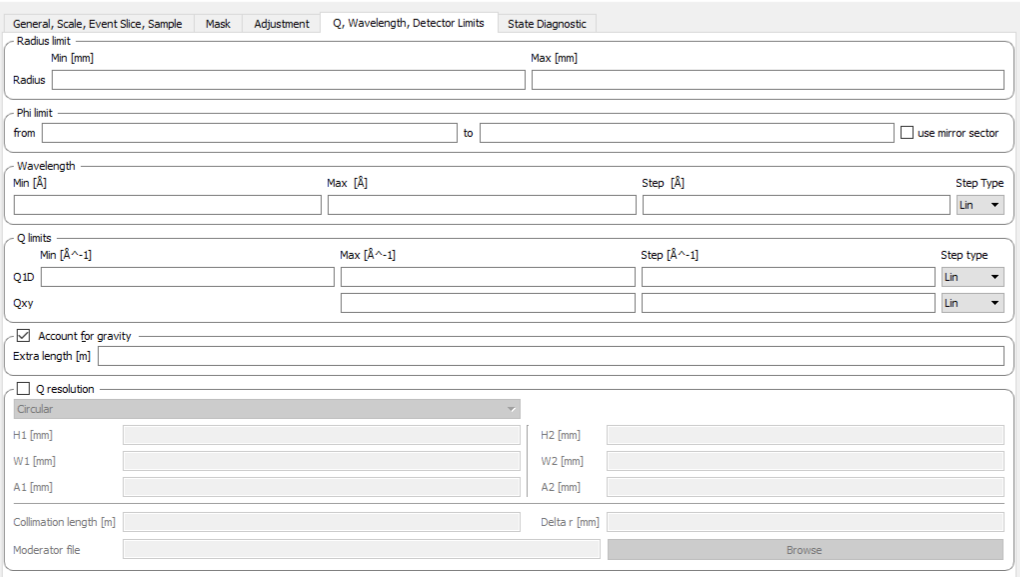 General, Scale, Event Slice, Sample Mask Adjustment Q, Wavelength, Detector Limits State Diagnostic
Radius limit
Min [mm] Max [mm]
Radius
Phi limit
from to use mirror sector
Wavelength
Min [Å] Max [Å] Step [Å] Step Type
Lin
Q limits
Min [Å^-1] Max [Å^-1] Step [Å^-1] Step type
Q1D Lin
Qxy Lin
Account for gravity
Extra length [m]
Q resolution
Circular
H1 [mm] H2 [mm]
W1 [mm] W2 [mm]
A1 [mm] A2 [mm]
Collimation length [m] Delta r [mm]
Moderator file Browse